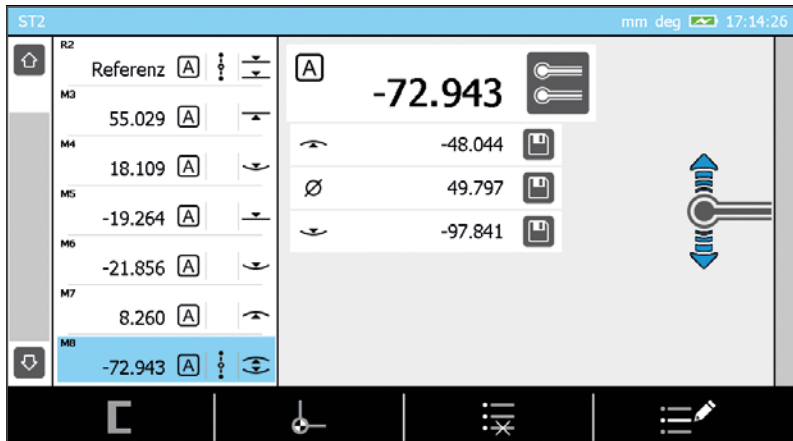 ST2
mm deg 17:14:26
R2
Referenz A
M3
55.029 A
M4
18.109 A
M5
-19.264 A
M6
-21.856 A
M7
8.260 A
M8
-72.943 A
A
-72.943
-48.044
Ø 49.797
-97.841